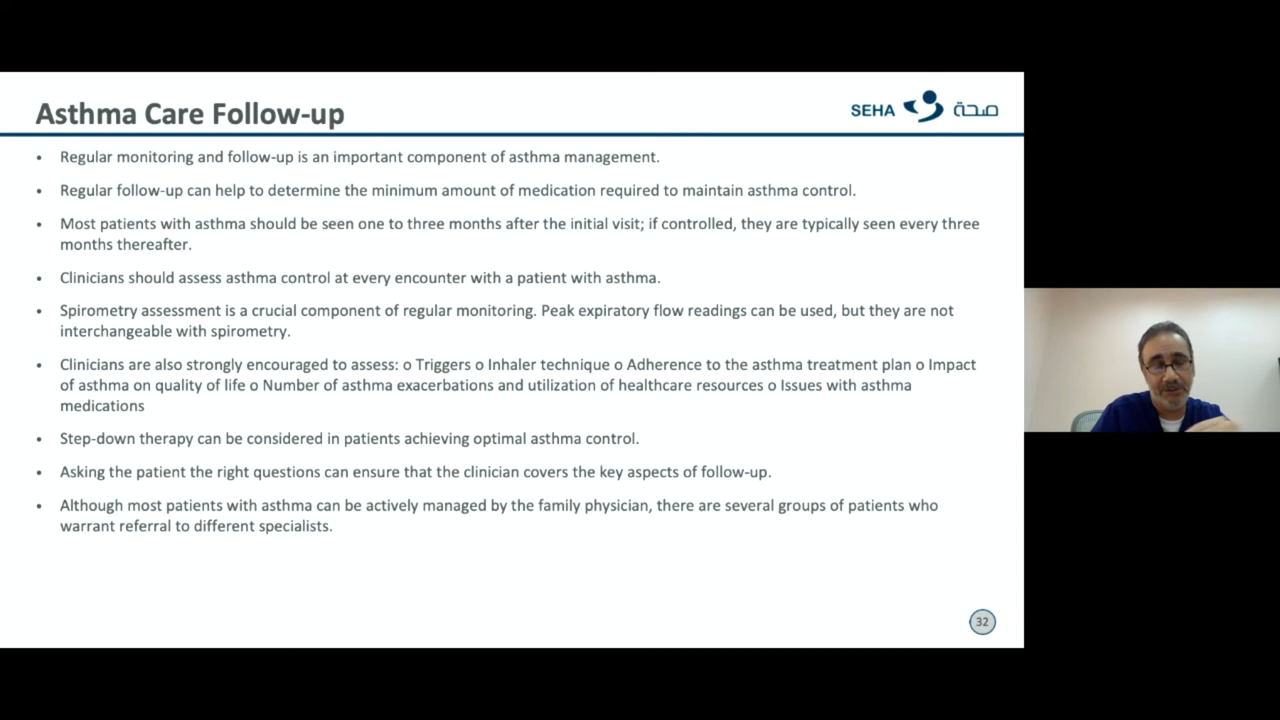 Asthma Care Follow-up
SEHA صحة
• Regular monitoring and follow-up is an important component of asthma management.
• Regular follow-up can help to determine the minimum amount of medication required to maintain asthma control.
• Most patients with asthma should be seen one to three months after the initial visit; if controlled, they are typically seen every three
months thereafter.
• Clinicians should assess asthma control at every encounter with a patient with asthma.
• Spirometry assessment is a crucial component of regular monitoring. Peak expiratory flow readings can be used, but they are not
interchangeable with spirometry.
• Clinicians are also strongly encouraged to assess: o Triggers o Inhaler technique o Adherence to the asthma treatment plan o Impact
of asthma on quality of life o Number of asthma exacerbations and utilization of healthcare resources o Issues with asthma
medications
• Step-down therapy can be considered in patients achieving optimal asthma control.
• Asking the patient the right questions can ensure that the clinician covers the key aspects of follow-up.
• Although most patients with asthma can be actively managed by the family physician, there are several groups of patients who
warrant referral to different specialists.
32